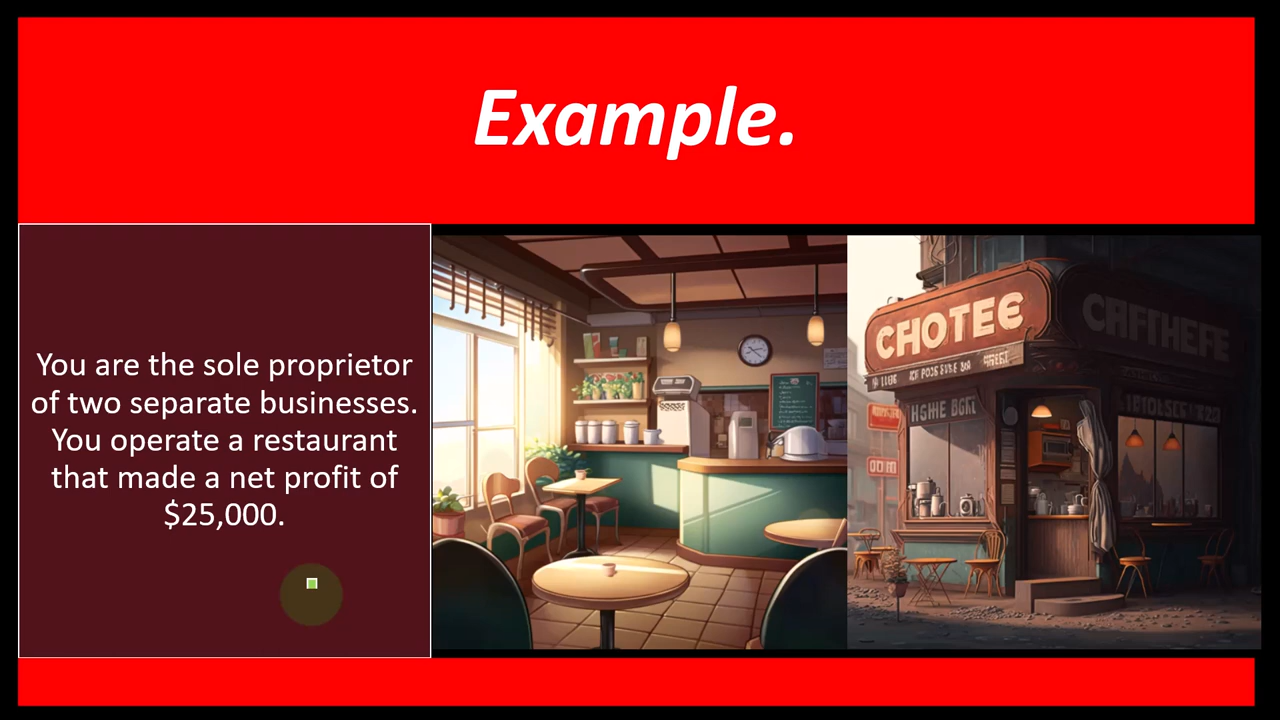 Example.
You are the sole proprietor
of two separate businesses.
You operate a restaurant
that made a net profit of
$25,000.
CHOTEE